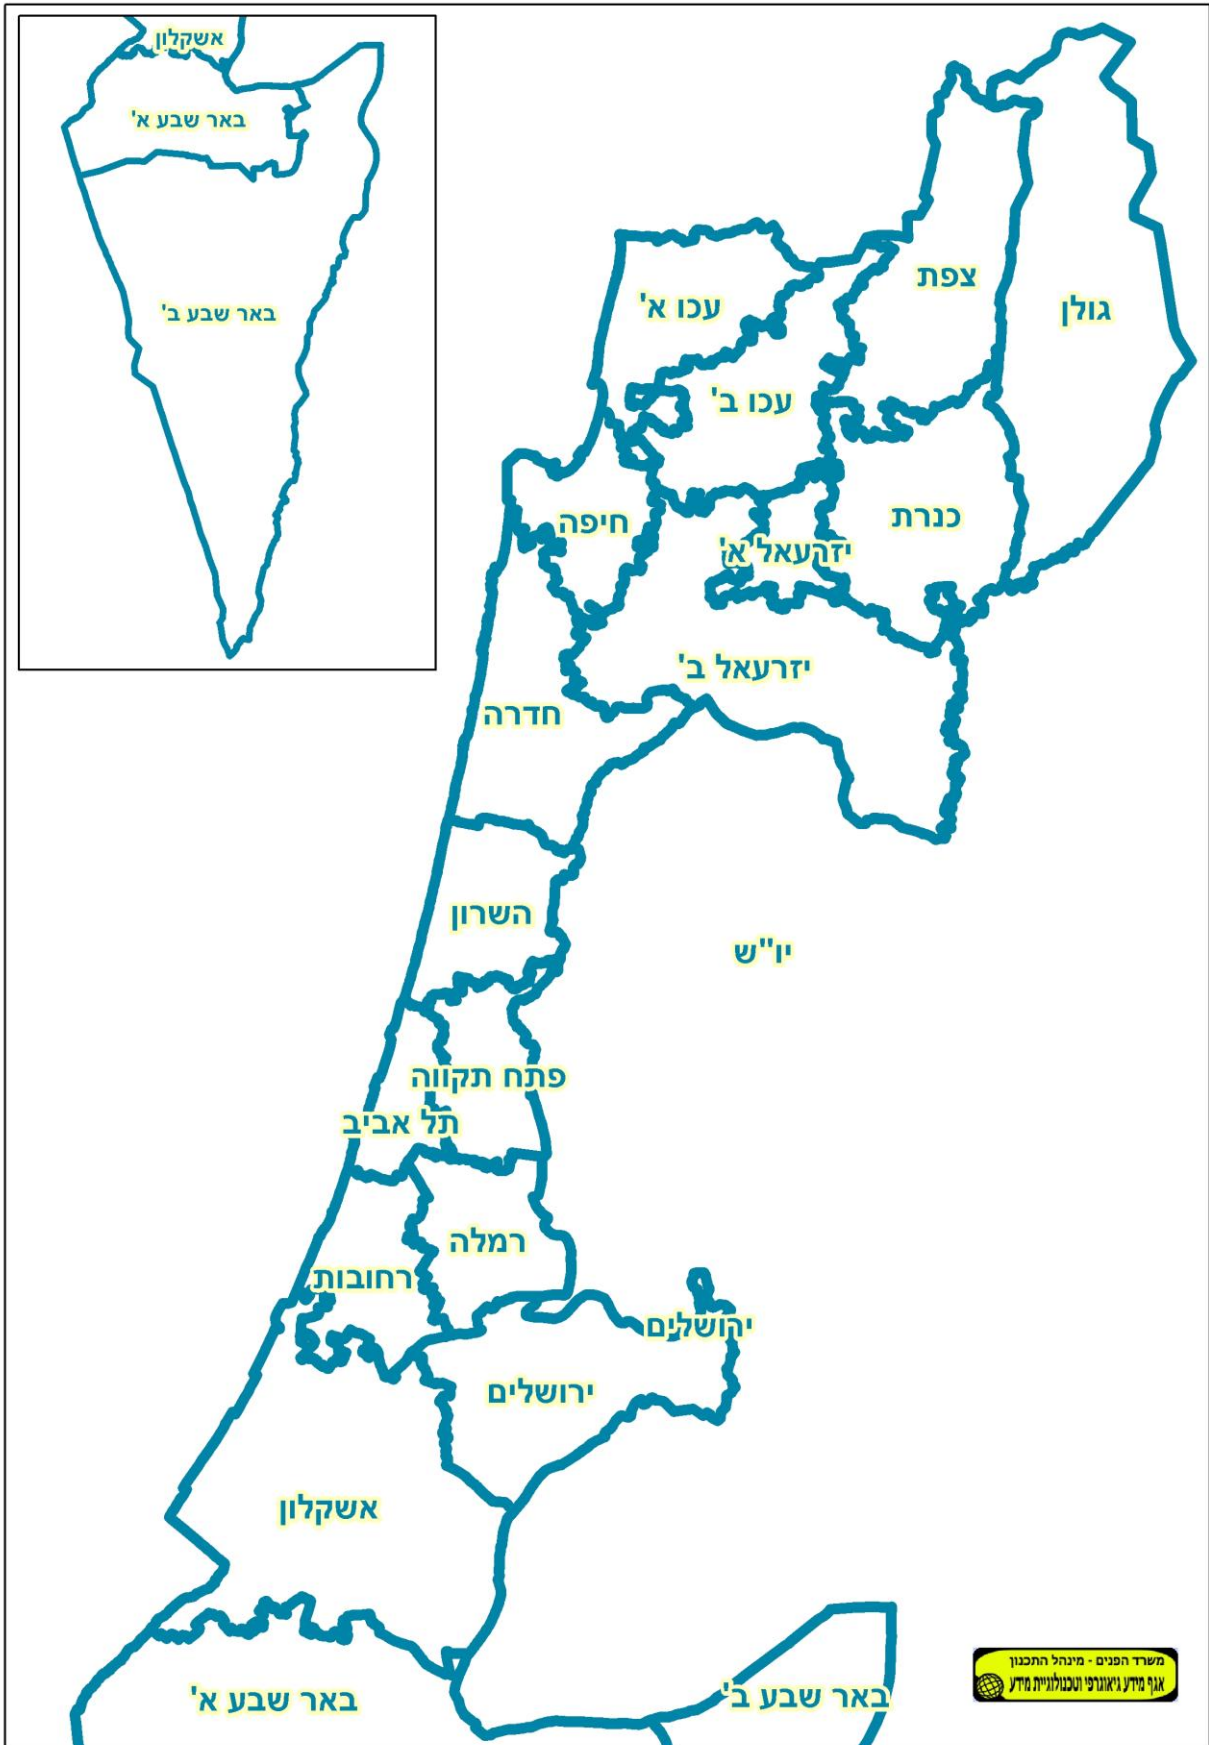 אשקלון
באר שבע א'
באר שבע ב'
צפת
גולן
עכו א'
עכו ב'
כנרת
חיפה
יזרעאל א'
יזרעאל ב'
חדרה
השרון
יו"ש
פתח תקווה
תל אביב
רמלה
רחובות
ירושלים
ירושלים
אשקלון
באר שבע א'
באר שבע ב'
משרד הפנים - מינהל התכנון
אגף מידע גיאוגרפי וטכנולוגיית מידע